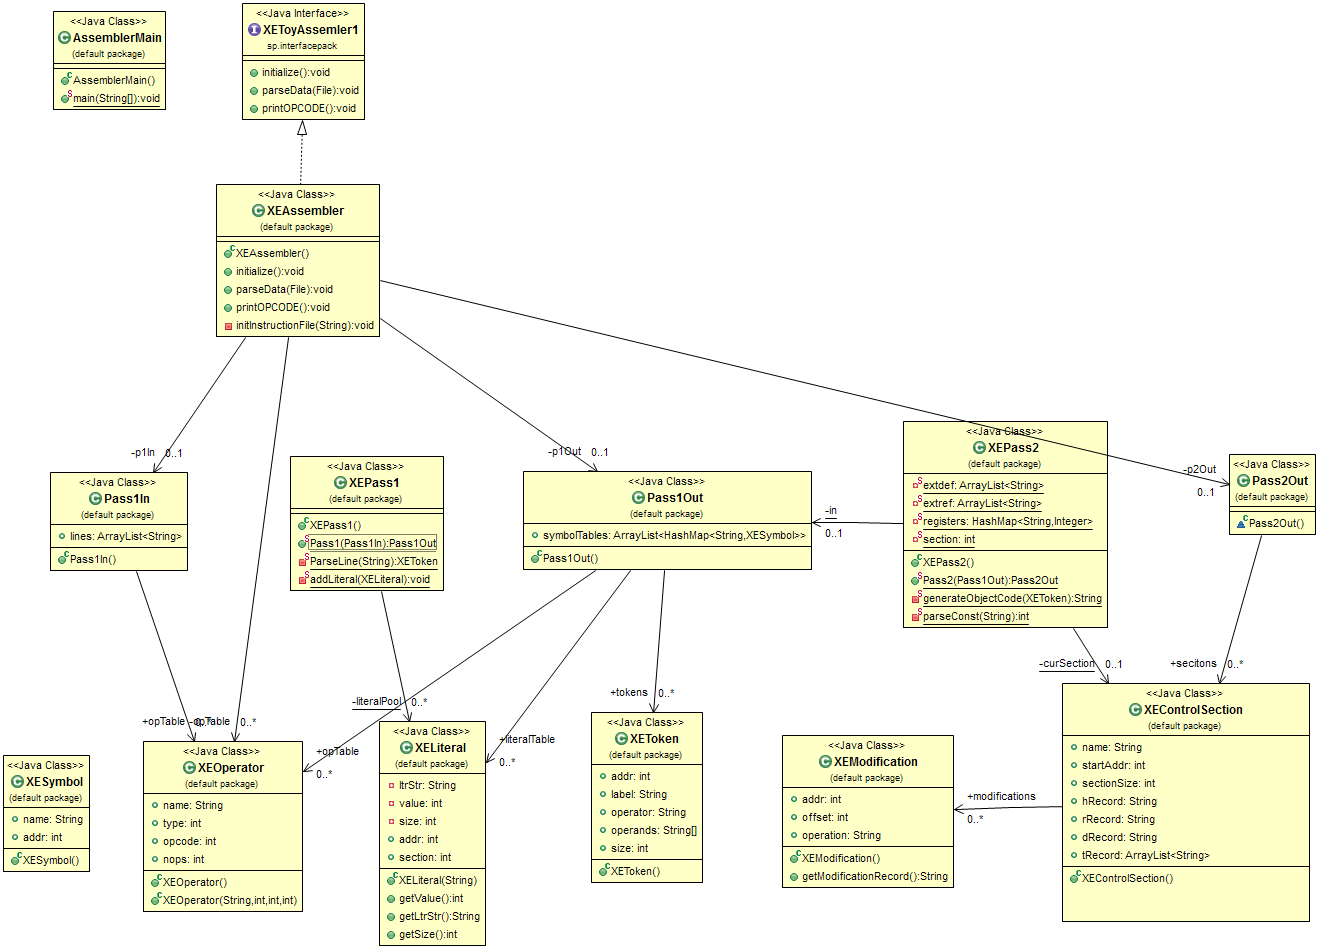 <<Java Class>>
AssemblerMain
(default package)
AssemblerMain()
main(String[]):void
<<Java Interface>>
XEToyAssemler1
sp.interfacepack
initialize():void
parseData(File):void
printOPCODE():void
<<Java Class>>
XEAssembler
(default package)
XEAssembler()
initialize():void
parseData(File):void
printOPCODE():void
initInstructionFile(String):void
-p1In
0..1
-p1Out
0..1
-p2Out
0..1
<<Java Class>>
Pass1In
(default package)
lines: ArrayList<String>
Pass1In()
<<Java Class>>
XEPass1
(default package)
XEPass1()
Pass1(Pass1In):Pass1Out
ParseLine(String):XEToken
addLiteral(XELiteral):void
<<Java Class>>
Pass1Out
(default package)
symbolTables: ArrayList<HashMap<String,XESymbol>>
Pass1Out()
-in
0..1
<<Java Class>>
XEPass2
(default package)
extdef: ArrayList<String>
extref: ArrayList<String>
registers: HashMap<String,Integer>
section: int
XEPass2()
Pass2(Pass1Out):Pass2Out
generateObjectCode(XEToken):String
parseConst(String):int
<<Java Class>>
Pass2Out
(default package)
Pass2Out()
-curSection
0..1
+secitons
0..*
+opTable
0..*
-opTable
0..*
-literalPool
0..*
+opTable
0..*
+literalTable
0..*
+tokens
0..*
<<Java Class>>
XESymbol
(default package)
name: String
addr: int
XESymbol()
<<Java Class>>
XEOperator
(default package)
name: String
type: int
opcode: int
nops: int
XEOperator()
XEOperator(String,int,int,int)
<<Java Class>>
XELiteral
(default package)
ltrStr: String
value: int
size: int
addr: int
section: int
XELiteral(String)
getValue():int
getLtrStr():String
getSize():int
<<Java Class>>
XEToken
(default package)
addr: int
label: String
operator: String
operands: String[]
size: int
XEToken()
<<Java Class>>
XEModification
(default package)
addr: int
offset: int
operation: String
XEModification()
getModificationRecord():String
+modifications
0..*
<<Java Class>>
XEControlSection
(default package)
name: String
startAddr: int
sectionSize: int
hRecord: String
rRecord: String
dRecord: String
tRecord: ArrayList<String>
XEControlSection()